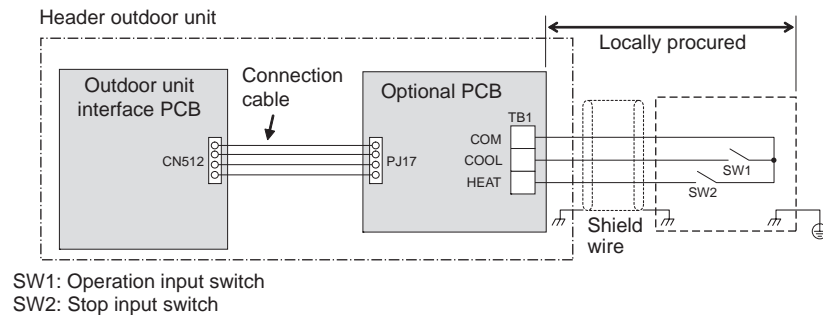 Header outdoor unit
Locally procured
Outdoor unit
interface PCB
Connection
cable
Optional PCB
TB1
COM
COOL
HEAT
CN512
PJ17
SW1
SW2
Shield
wire
SW1: Operation input switch
SW2: Stop input switch